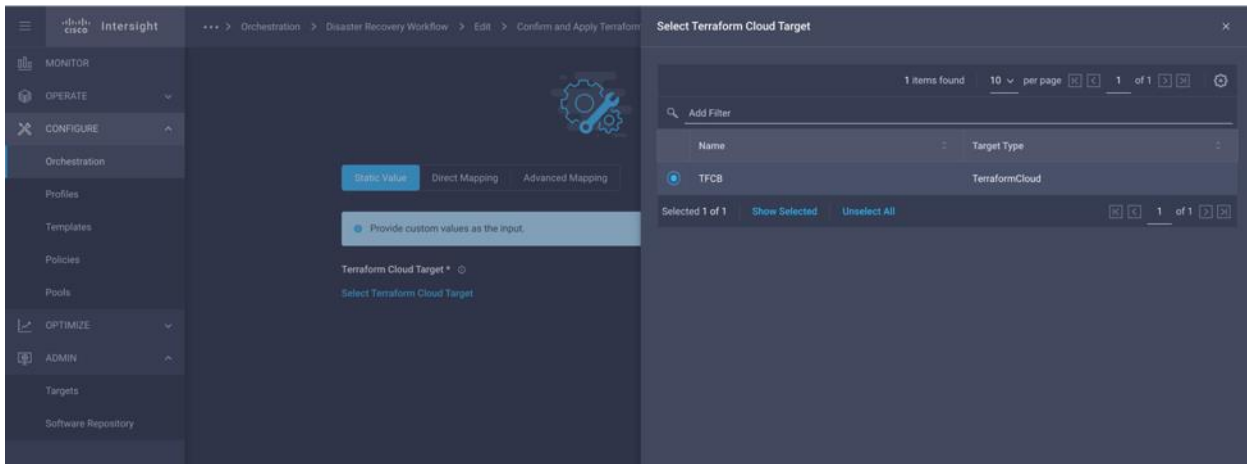 cisco Intersight
••• > Orchestration > Disaster Recovery Workflow > Edit > Confirm and Apply Terraform
MONITOR
OPERATE
CONFIGURE
Orchestration
Profiles
Templates
Policies
Pools
OPTIMIZE
ADMIN
Targets
Software Repository
Static Value Direct Mapping Advanced Mapping
Provide custom values as the input.
Terraform Cloud Target *
Select Terraform Cloud Target
Select Terraform Cloud Target
1 items found 10 per page 1 of 1
Add Filter
Name Target Type
TFCB TerraformCloud
Selected 1 of 1 Show Selected Unselect All 1 of 1